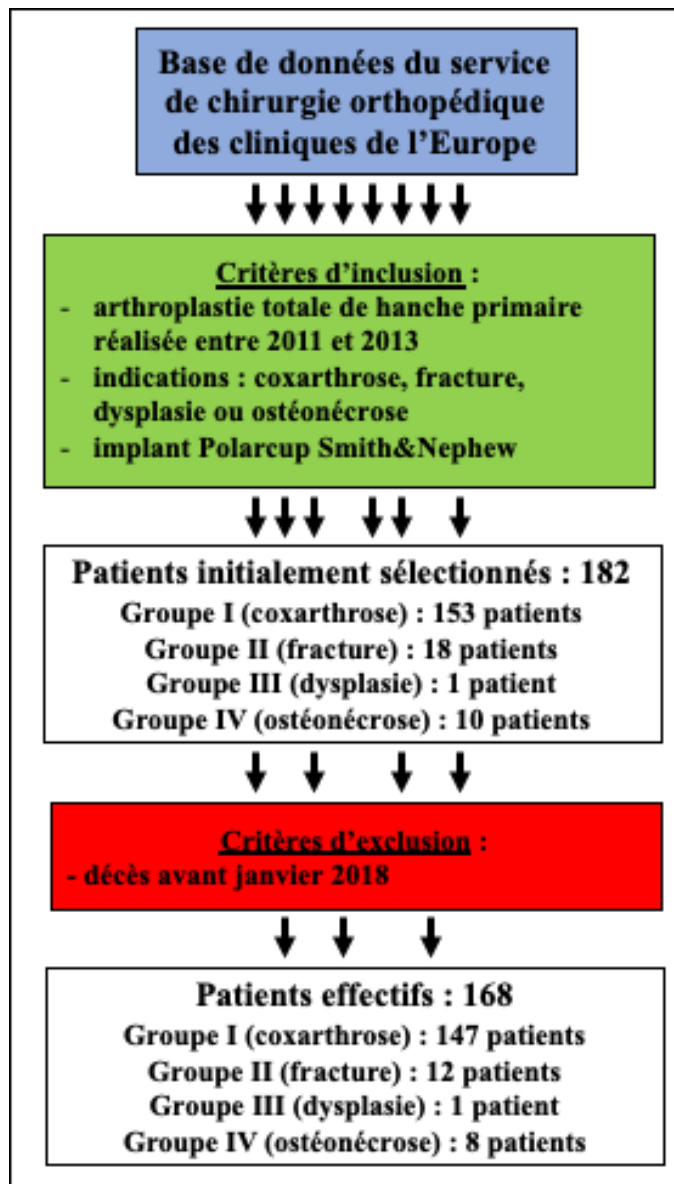 Base de données du service
de chirurgie orthopédique
des cliniques de l'Europe
Critères d'inclusion :
- arthroplastie totale de hanche primaire
réalisée entre 2011 et 2013
- indications : coxarthrose, fracture,
dysplasie ou ostéonécrose
- implant Polarcup Smith&Nephew
Patients initialement sélectionnés : 182
Groupe I (coxarthrose) : 153 patients
Groupe II (fracture) : 18 patients
Groupe III (dysplasie) : 1 patient
Groupe IV (ostéonécrose) : 10 patients
Critères d'exclusion :
- décès avant janvier 2018
Patients effectifs : 168
Groupe I (coxarthrose) : 147 patients
Groupe II (fracture) : 12 patients
Groupe III (dysplasie) : 1 patient
Groupe IV (ostéonécrose) : 8 patients